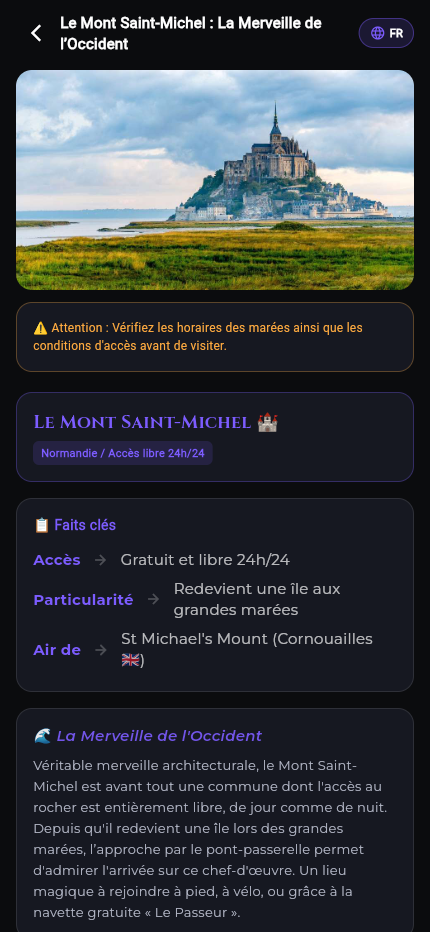 Le Mont Saint-Michel : La Merveille de
l’Occident
FR
⚠️ Attention : Vérifiez les horaires des marées ainsi que les
conditions d'accès avant de visiter.
Le Mont Saint-Michel 🏰
Normandie / Accès libre 24h/24
📋 Faits clés
Accès → Gratuit et libre 24h/24
Particularité → Redevient une île aux
grandes marées
Air de → St Michael's Mount (Cornouailles
🇬🇧)
🌊 La Merveille de l'Occident
Véritable merveille architecturale, le Mont Saint-
Michel est avant tout une commune dont l'accès au
rocher est entièrement libre, de jour comme de nuit.
Depuis qu'il redevient une île lors des grandes
marées, l’approche par le pont-passerelle permet
d'admirer l'arrivée sur ce chef-d'œuvre. Un lieu
magique à rejoindre à pied, à vélo, ou grâce à la
navette gratuite « Le Passeur ».